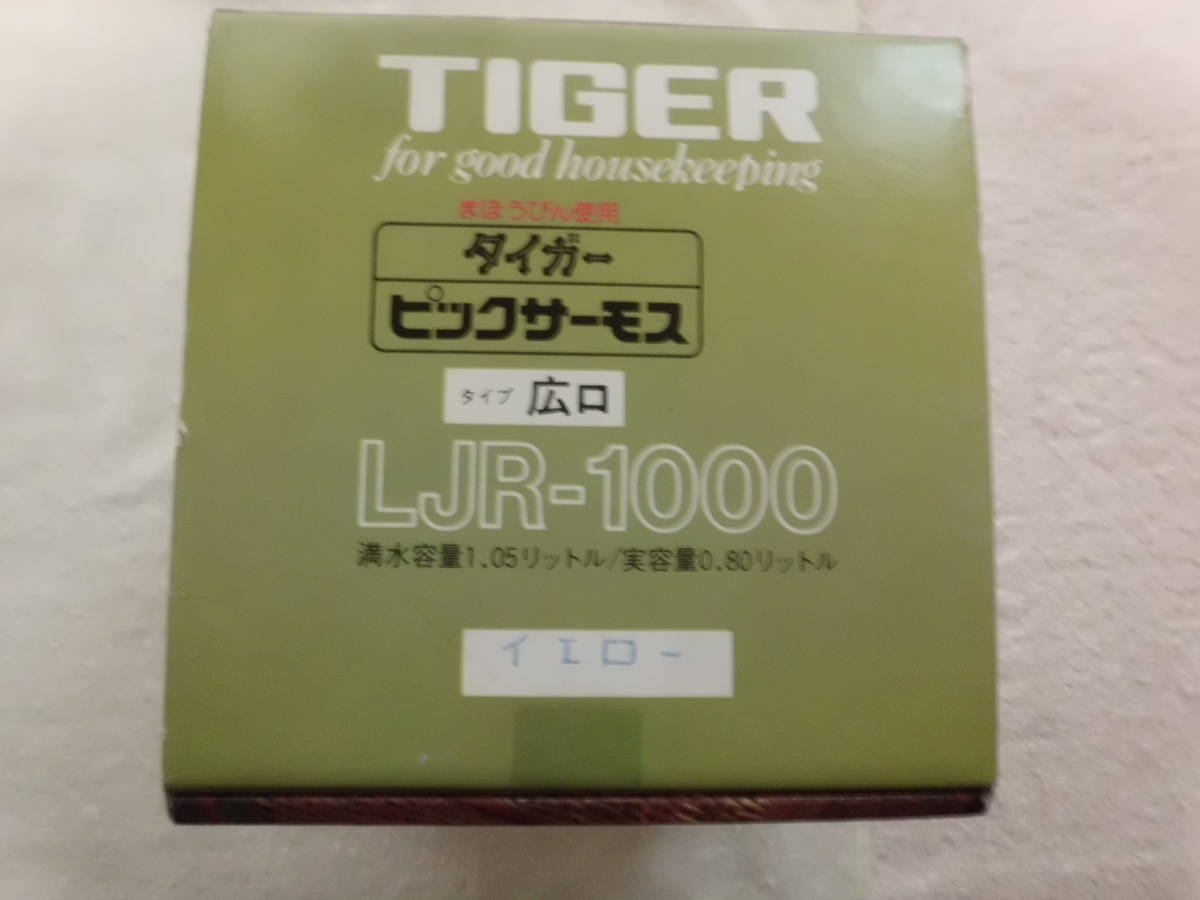 TIGER
for good housekeeping
まほうびん使用
タイガー
ピックサーモス
タイプ 広口
LJR-1000
満水容量1.05リットル/実容量0.80リットル
イエロー